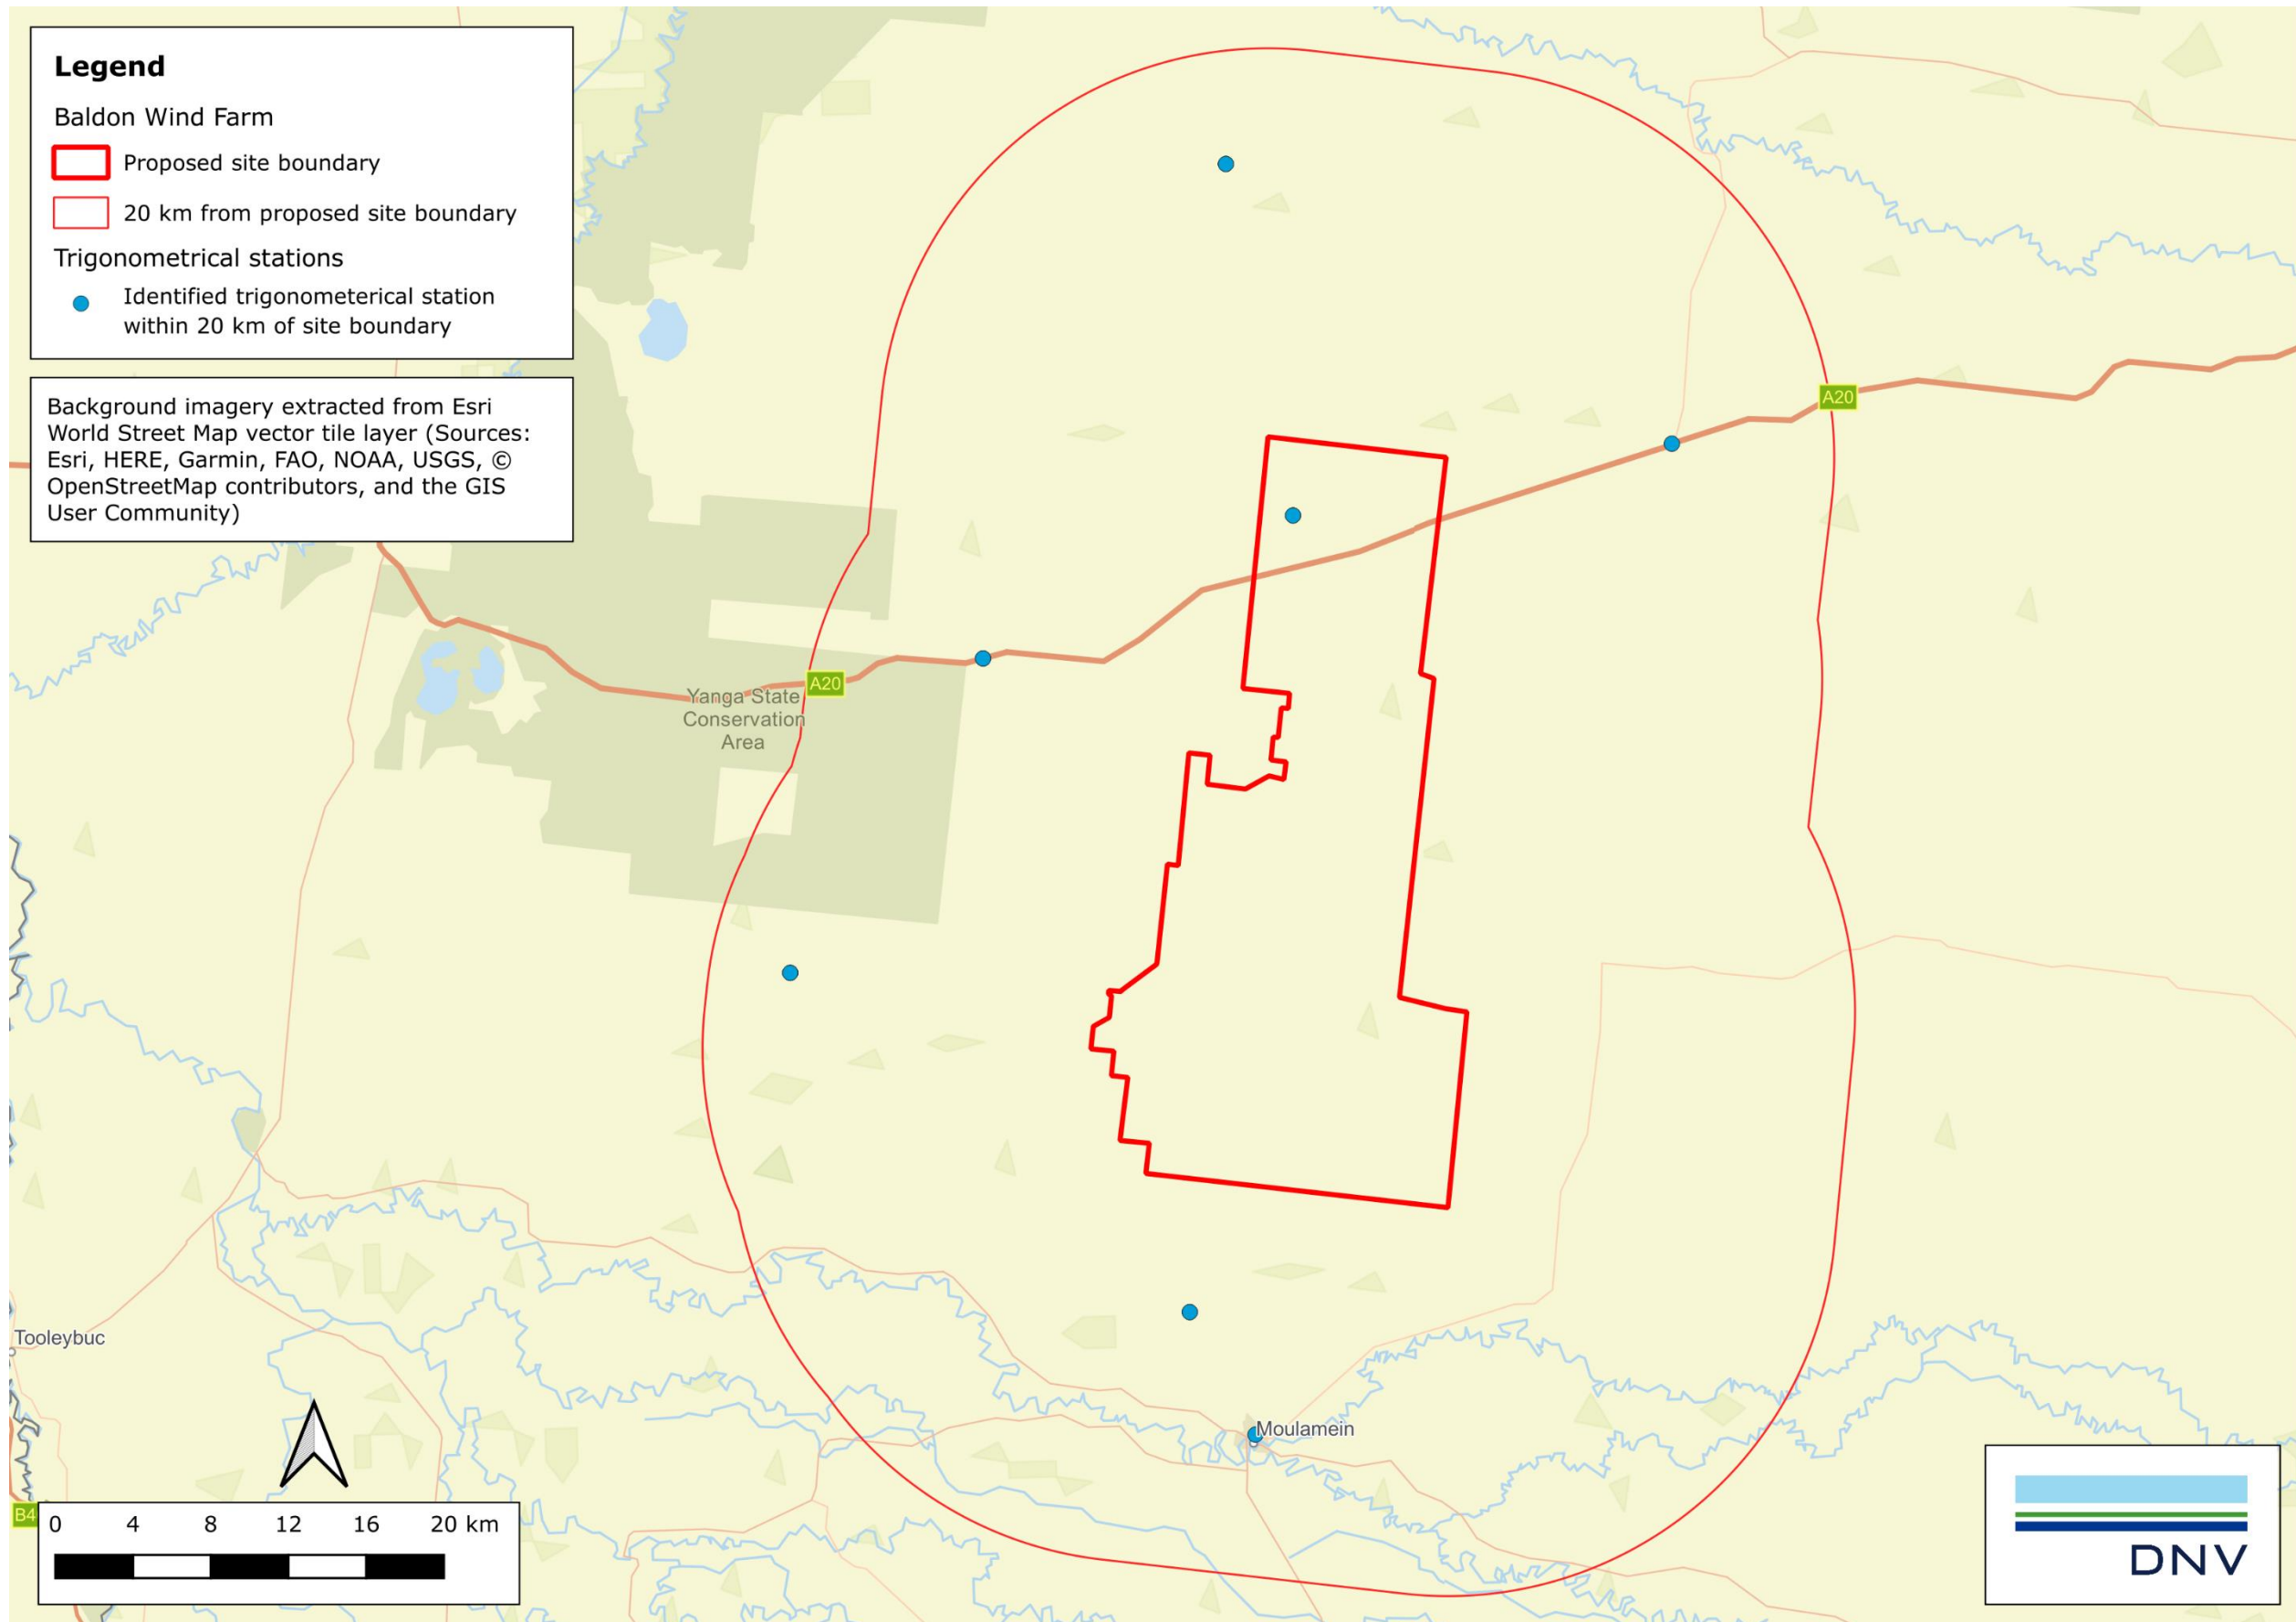 Legend
Baldon Wind Farm
Proposed site boundary
20 km from proposed site boundary
Trigonometrical stations
Identified trigonometerical station
within 20 km of site boundary
Background imagery extracted from Esri
World Street Map vector tile layer (Sources:
Esri, HERE, Garmin, FAO, NOAA, USGS, ©
OpenStreetMap contributors, and the GIS
User Community)
A20
A20
Yanga State
Conservation
Area
Tooleybuc
Moulamein
B4
0 4 8 12 16 20 km
DNV